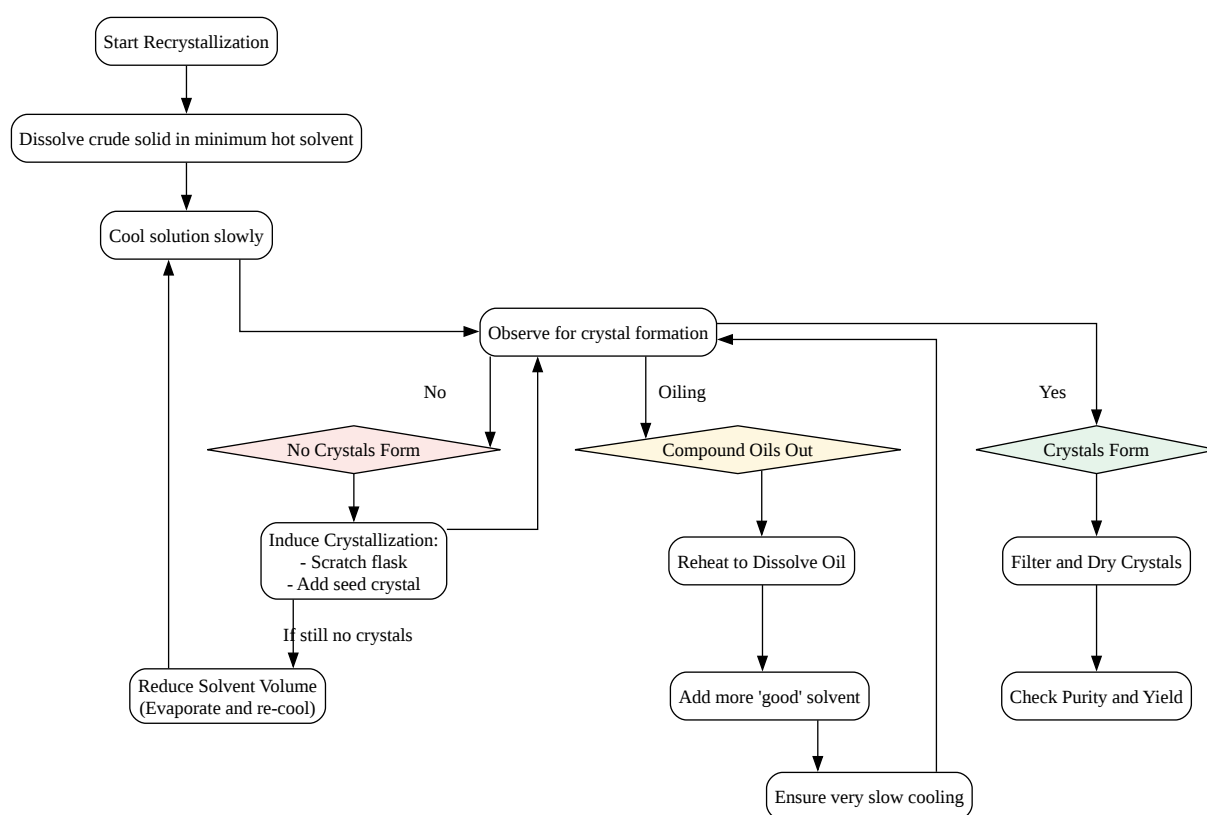 Start Recrystallization
Dissolve crude solid in minimum hot solvent
Cool solution slowly
Observe for crystal formation
No
Oiling
Yes
No Crystals Form
Compound Oils Out
Crystals Form
Induce Crystallization:
- Scratch flask
- Add seed crystal
Reheat to Dissolve Oil
Filter and Dry Crystals
If still no crystals
Reduce Solvent Volume
(Evaporate and re-cool)
Add more 'good' solvent
Check Purity and Yield
Ensure very slow cooling